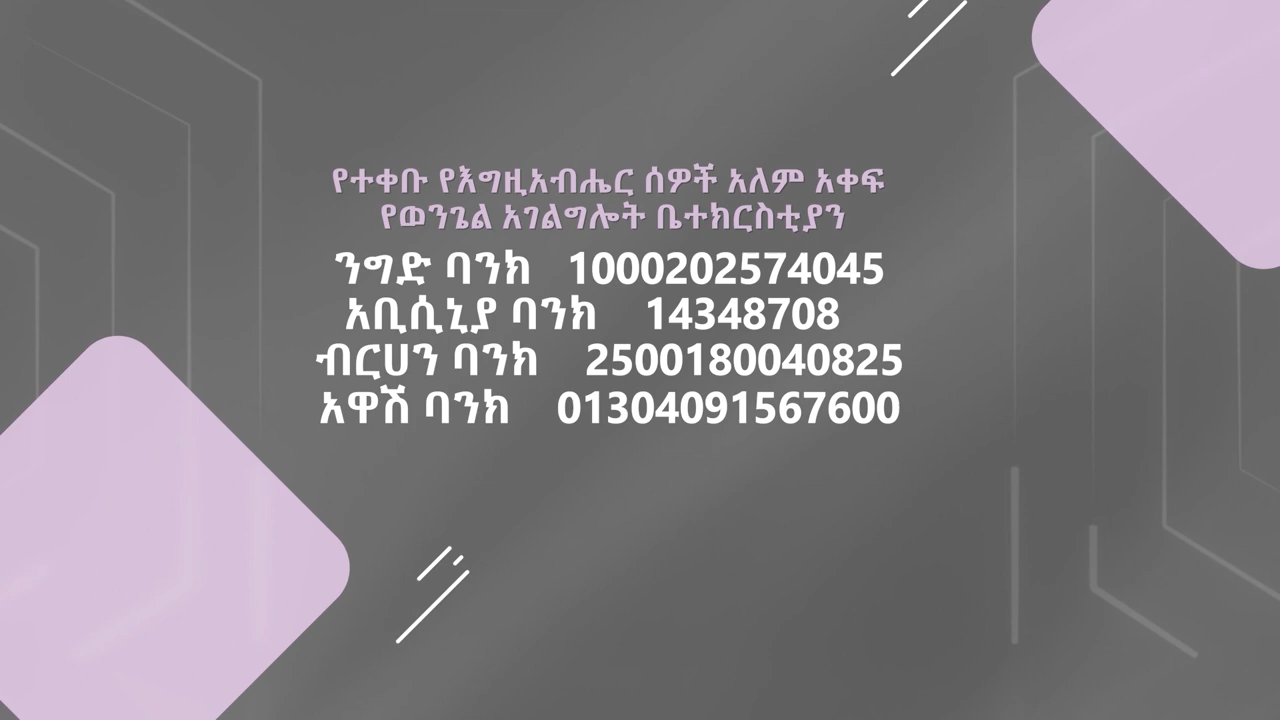 የተቀቡ የእግዚአብሔር ሰዎች አለም አቀፍ
የወንጌል አገልግሎት ቤተክርስቲያን
ንግድ ባንክ 1000202574045
አቢሲኒያ ባንክ 14348708
ብርሀን ባንክ 2500180040825
አዋሽ ባንክ 01304091567600